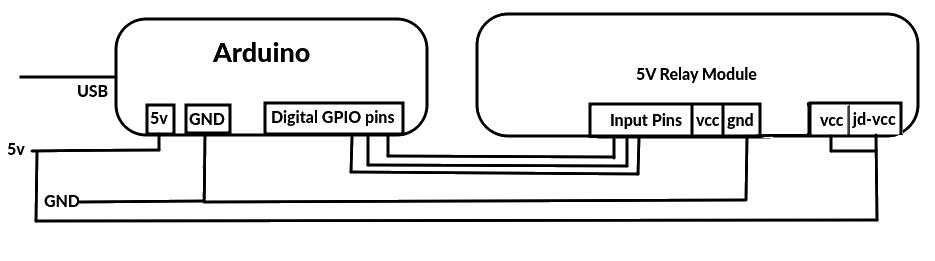 Arduino
5V Relay Module
USB
5v
GND
Digital GPIO pins
Input Pins
vcc
gnd
vcc
jd-vcc
5v
GND